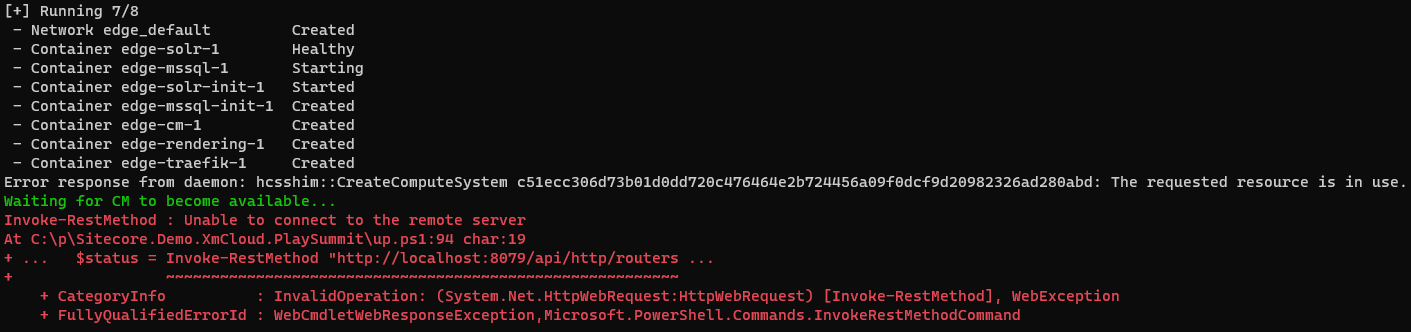 [+] Running 7/8
 - Network edge_default         Created
 - Container edge-solr-1        Healthy
 - Container edge-mssql-1       Starting
 - Container edge-solr-init-1   Started
 - Container edge-mssql-init-1  Created
 - Container edge-cm-1          Created
 - Container edge-rendering-1   Created
 - Container edge-traefik-1     Created
Error response from daemon: hcsshim::CreateComputeSystem c51ecc306d73b01d0dd720c476464e2b724456a09f0dcf9d20982326ad280abd: The requested resource is in use.
Waiting for CM to become available...
Invoke-RestMethod : Unable to connect to the remote server
At C:\p\Sitecore.Demo.XmCloud.PlaySummit\up.ps1:94 char:19
+ ...   $status = Invoke-RestMethod "http://localhost:8079/api/http/routers ...
+                 ~~~~~~~~~~~~~~~~~~~~~~~~~~~~~~~~~~~~~~~~~~~~~~~~~~~~~~~~~
    + CategoryInfo          : InvalidOperation: (System.Net.HttpWebRequest:HttpWebRequest) [Invoke-RestMethod], WebException
    + FullyQualifiedErrorId : WebCmdletWebResponseException,Microsoft.PowerShell.Commands.InvokeRestMethodCommand